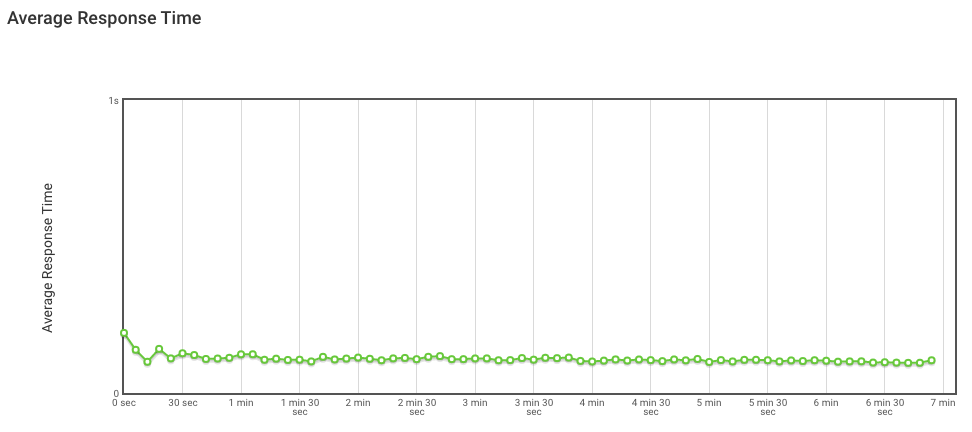 Average Response Time
1s
Average Response Time
0
0 sec
30 sec
1 min
1 min 30
sec
2 min
2 min 30
sec
3 min
3 min 30
sec
4 min
4 min 30
sec
5 min
5 min 30
sec
6 min
6 min 30
sec
7 min